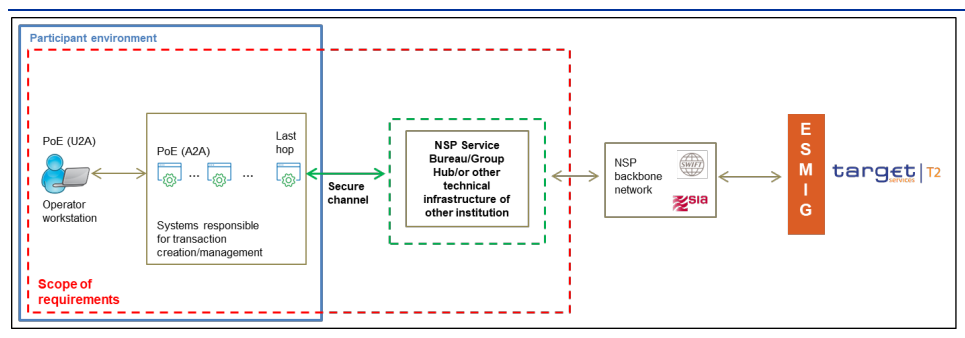 Participant environment
PoE (U2A)
Operator
workstation
PoE (A2A)
... ...
Last
hop
Systems responsible
for transaction
creation/management
Scope of
requirements
Secure
channel
NSP Service
Bureau/Group
Hub/or other
technical
infrastructure of
other institution
NSP
backbone
network
SWIFT
sia
E
S
M
I
G
target | T2
services